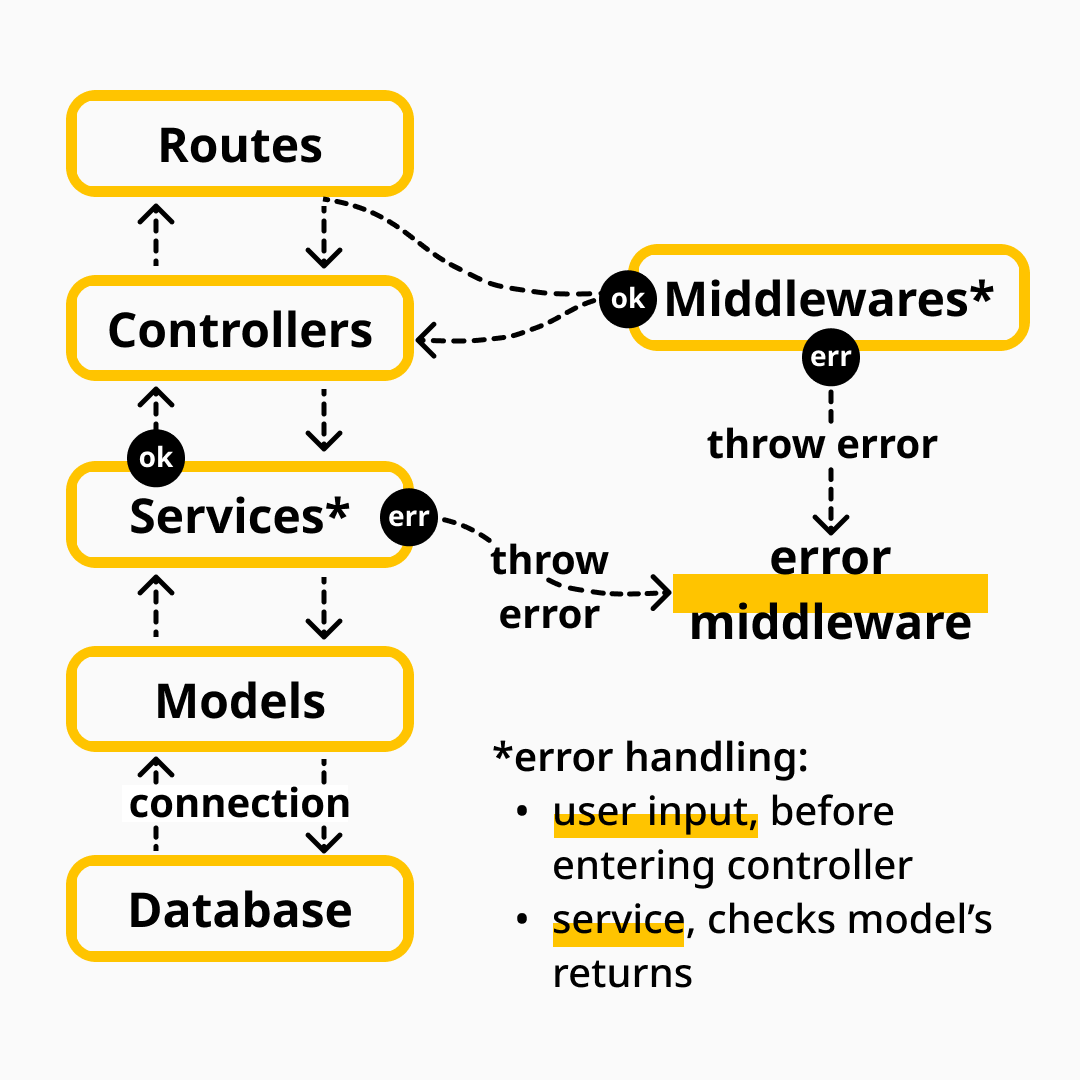 Routes
Controllers
ok
Middlewares*
err
throw error
ok
Services*
err
throw
error
error
middleware
Models
connection
Database
*error handling:
• user input, before
entering controller
• service, checks model’s
returns